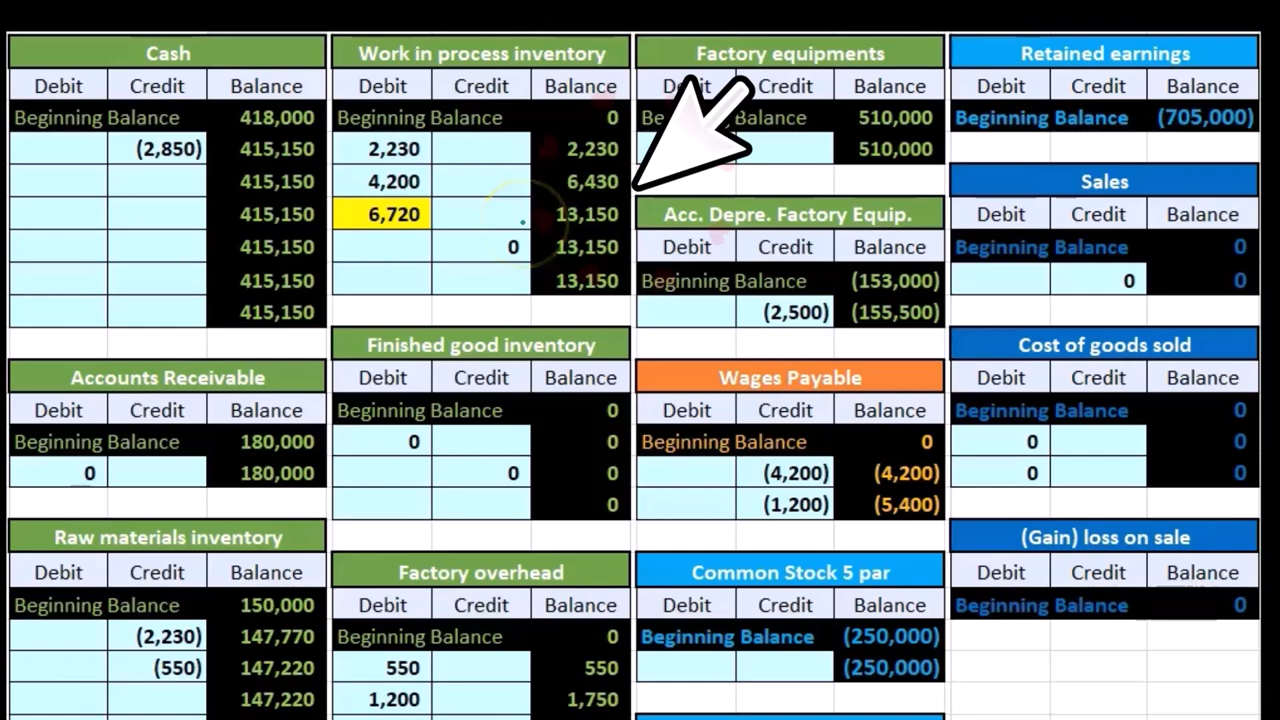 Cash
Debit Credit Balance
Beginning Balance 418,000
(2,850) 415,150
415,150
415,150
415,150
415,150
415,150
Accounts Receivable
Debit Credit Balance
Beginning Balance 180,000
0 180,000
Raw materials inventory
Debit Credit Balance
Beginning Balance 150,000
(2,230) 147,770
(550) 147,220
147,220
Work in process inventory
Debit Credit Balance
Beginning Balance 0
2,230 2,230
4,200 6,430
6,720 13,150
0 13,150
13,150
Finished good inventory
Debit Credit Balance
Beginning Balance 0
0 0
0 0
0
Factory overhead
Debit Credit Balance
Beginning Balance 0
550 550
1,200 1,750
Factory equipments
Debit Credit Balance
Balance 510,000
510,000
Acc. Depre. Factory Equip.
Debit Credit Balance
Beginning Balance (153,000)
(2,500) (155,500)
Wages Payable
Debit Credit Balance
Beginning Balance 0
(4,200) (4,200)
(1,200) (5,400)
Common Stock 5 par
Debit Credit Balance
Beginning Balance (250,000)
(250,000)
Retained earnings
Debit Credit Balance
Beginning Balance (705,000)
Sales
Debit Credit Balance
Beginning Balance 0
0 0
Cost of goods sold
Debit Credit Balance
Beginning Balance 0
0 0
0 0
(Gain) loss on sale
Debit Credit Balance
Beginning Balance 0